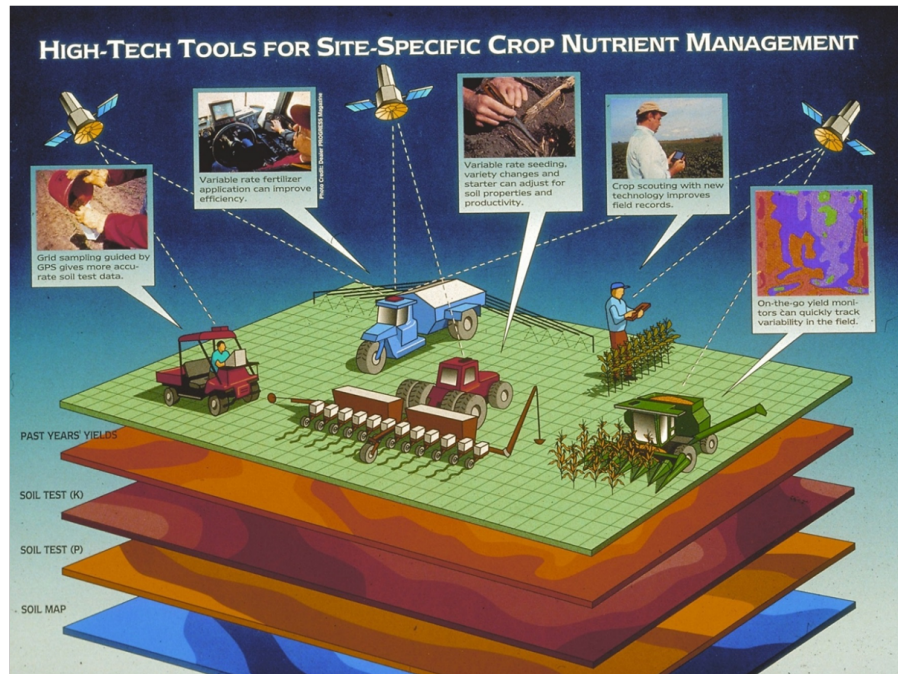 HIGH-TECH TOOLS FOR SITE-SPECIFIC CROP NUTRIENT MANAGEMENT
Grid sampling guided by
GPS gives more accu-
rate soil test data.
Variable rate fertilizer
application can improve
efficiency.
Photo Credit: Dealer PROGRESS Magazine
Variable rate seeding,
variety changes and
starter can adjust for
soil properties and
productivity.
Crop scouting with new
technology improves
field records.
On-the-go yield moni-
tors can quickly track
variability in the field.
PAST YEARS' YIELDS
SOIL TEST (K)
SOIL TEST (P)
SOIL MAP